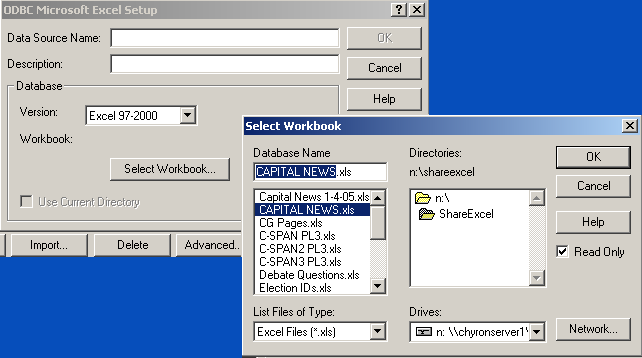 ODBC Microsoft Excel Setup
Data Source Name:
OK
Description:
Cancel
Database
Help
Version:
Excel 97-2000
Workbook:
Select Workbook...
Use Current Directory
Import...
Delete
Advanced..
Select Workbook
Database Name
CAPITAL NEWS.xls
Capital News 1-4-05.xls
CAPITAL NEWS.xls
CG Pages.xls
C-SPAN PL3.xls
C-SPAN2 PL3.xls
C-SPAN3 PL3.xls
Debate Questions.xls
Election IDs.xls
List Files of Type:
Excel Files (*.xls)
Directories:
n:\shareexcel
n:\
ShareExcel
Drives:
n: \\chyronserver1\
OK
Cancel
Help
Read Only
Network...